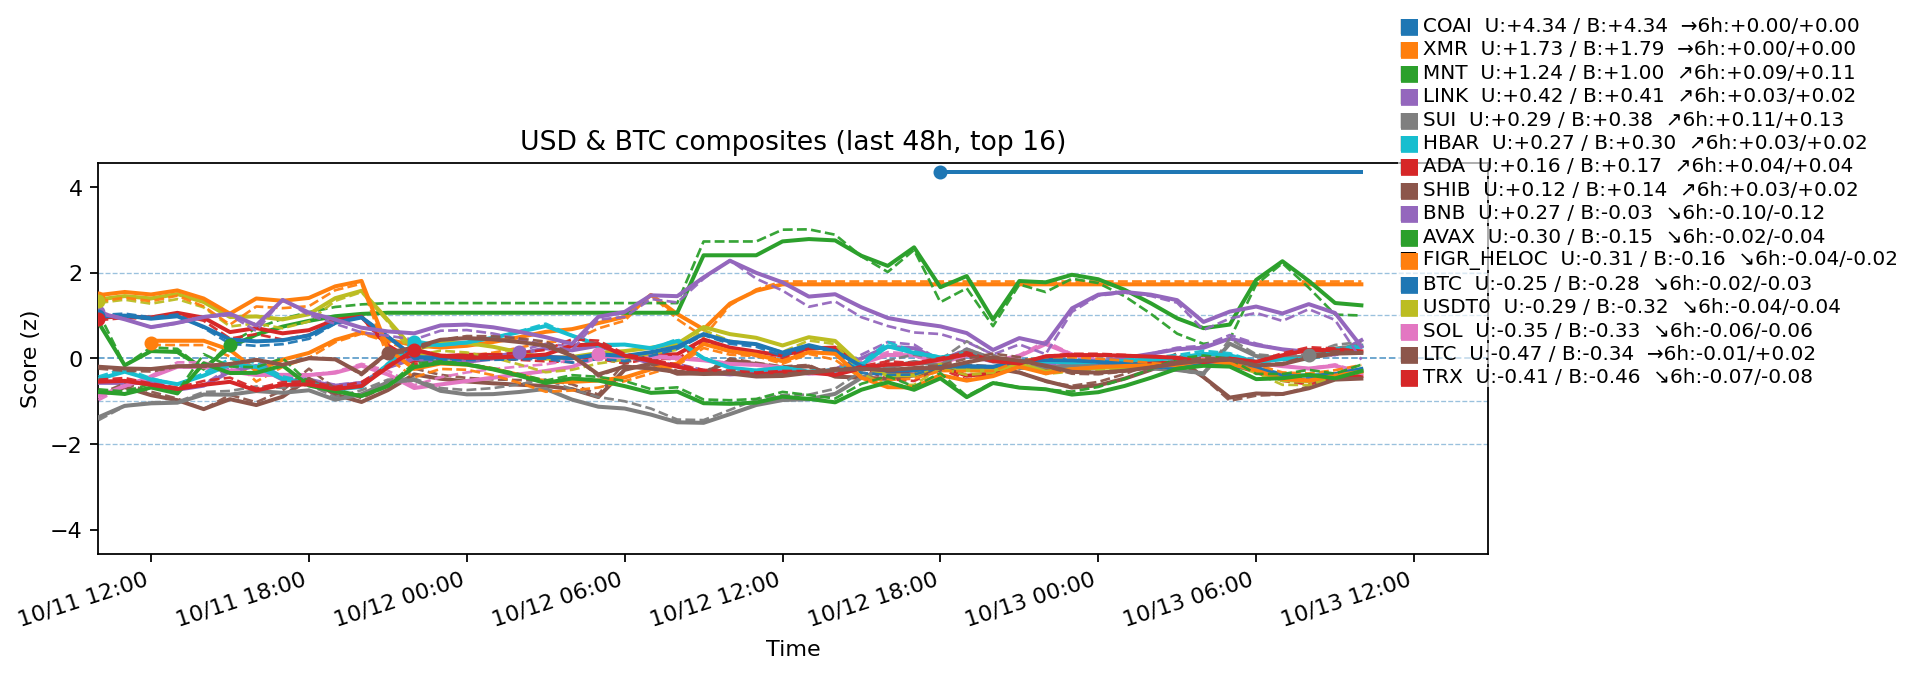 COAI U:+4.34 / B:+4.34 →6h:+0.00/+0.00
XMR U:+1.73 / B:+1.79 →6h:+0.00/+0.00
MNT U:+1.24 / B:+1.00 ↗6h:+0.09/+0.11
LINK U:+0.42 / B:+0.41 ↗6h:+0.03/+0.02
SUI U:+0.29 / B:+0.38 ↗6h:+0.11/+0.13
HBAR U:+0.27 / B:+0.30 ↗6h:+0.03/+0.02
ADA U:+0.16 / B:+0.17 ↗6h:+0.04/+0.04
SHIB U:+0.12 / B:+0.14 ↗6h:+0.03/+0.02
BNB U:+0.27 / B:-0.03 ↘6h:-0.10/-0.12
AVAX U:-0.30 / B:-0.15 ↘6h:-0.02/-0.04
FIGR_HELOC U:-0.31 / B:-0.16 ↘6h:-0.04/-0.02
BTC U:-0.25 / B:-0.28 ↘6h:-0.02/-0.03
USDT0 U:-0.29 / B:-0.32 ↘6h:-0.04/-0.04
SOL U:-0.35 / B:-0.33 ↘6h:-0.06/-0.06
LTC U:-0.47 / B:-0.34 →6h:-0.01/+0.02
TRX U:-0.41 / B:-0.46 ↘6h:-0.07/-0.08
USD & BTC composites (last 48h, top 16)
Score (z)
4
2
0
−2
−4
10/11 12:00
10/11 18:00
10/12 00:00
10/12 06:00
10/12 12:00
10/12 18:00
10/13 00:00
10/13 06:00
10/13 12:00
Time